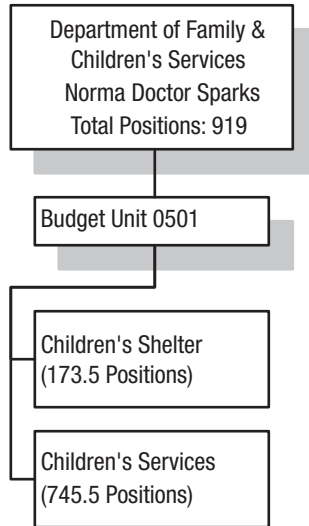 Department of Family &
Children's Services
Norma Doctor Sparks
Total Positions: 919
Budget Unit 0501
Children's Shelter
(173.5 Positions)
Children's Services
(745.5 Positions)